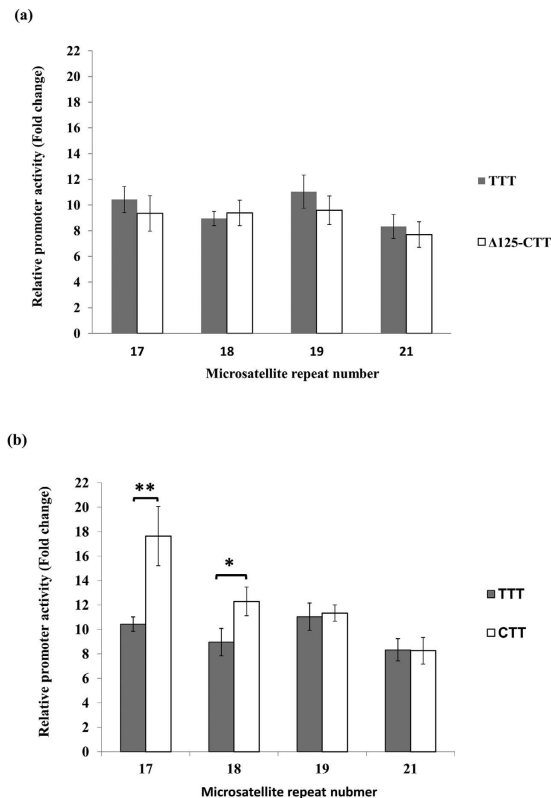 (a)
Relative promoter activity (Fold change)
22
20
18
16
14
12
10
8
6
4
2
0
17 18 19 21
Microsatellite repeat number
TTT
Δ125-CTT
(b)
Relative promoter activity (Fold change)
22
20
18
16
14
12
10
8
6
4
2
0
**
*
17 18 19 21
Microsatellite repeat nubmer
TTT
CTT